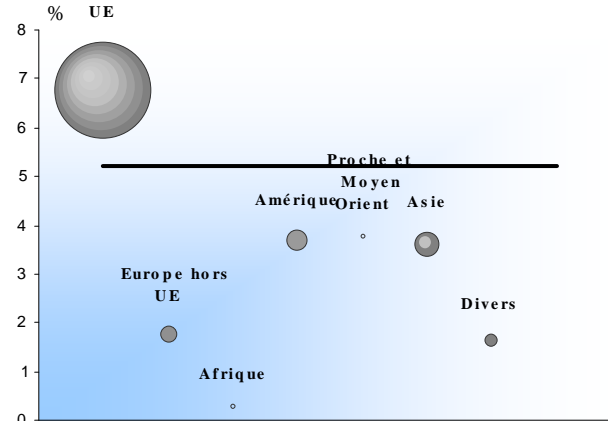 % UE
8
7
6
5
4
3
2
1
0
Proche et
Moyen
Orient
Amérique
Asie
Europe hors
UE
Divers
Afrique